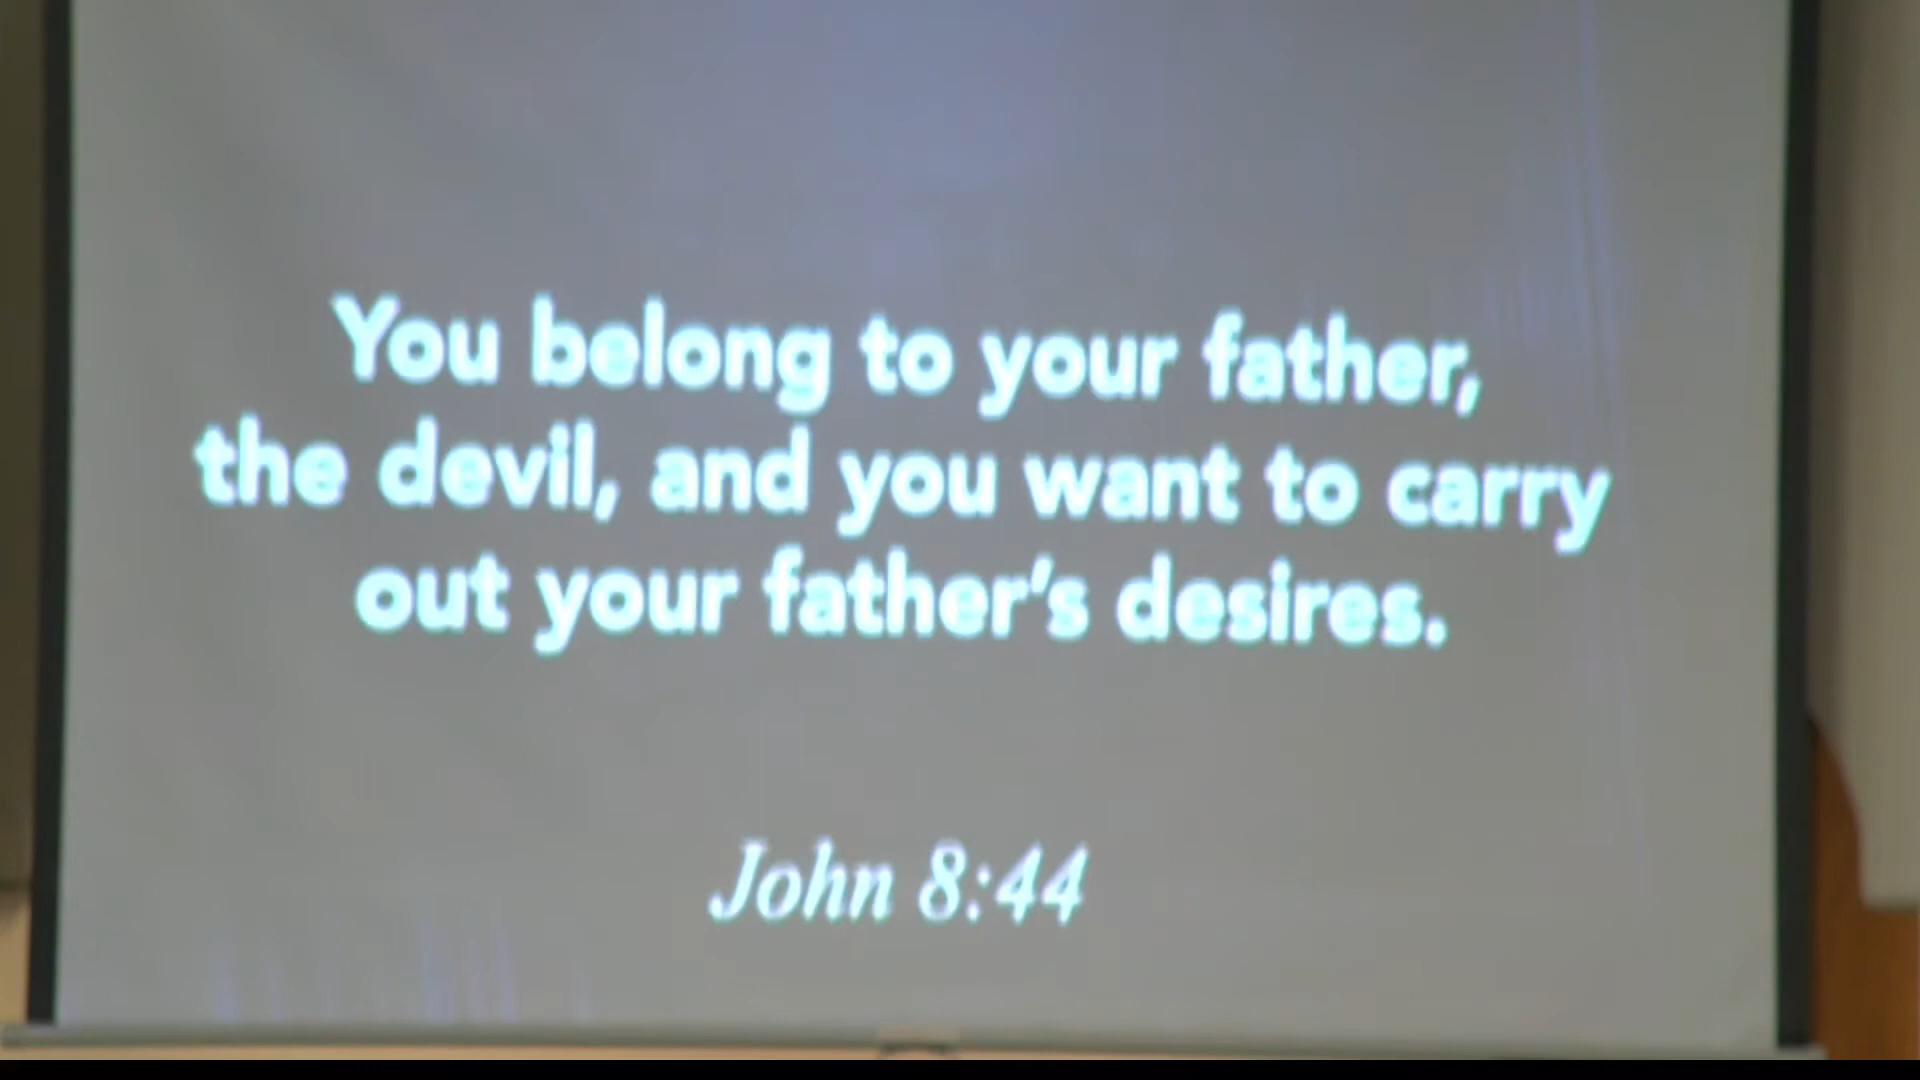 You belong to your father,
the devil, and you want to carry
out your father's desires.
John 8:44